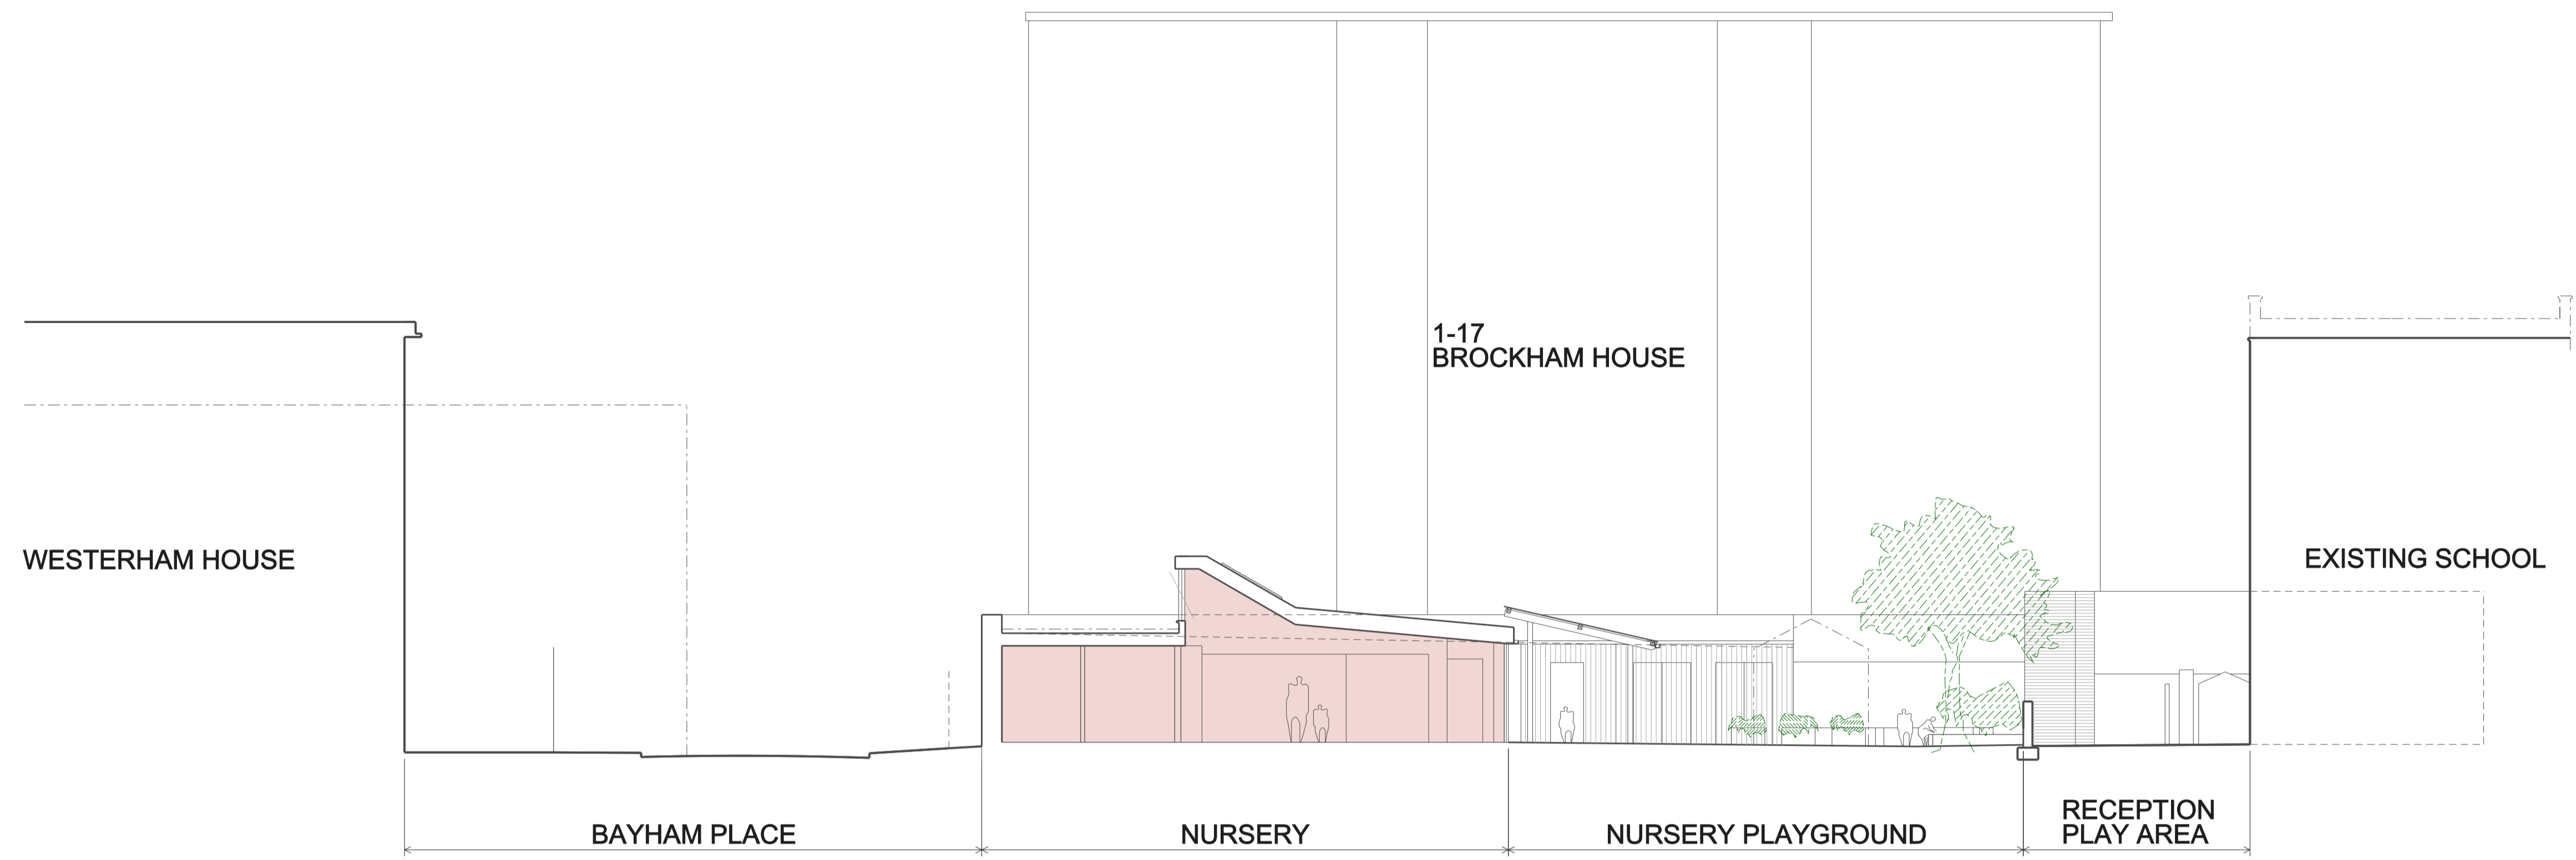 1-17
BROCKHAM HOUSE
WESTERHAM HOUSE
EXISTING SCHOOL
BAYHAM PLACE
NURSERY
NURSERY PLAYGROUND
RECEPTION
PLAY AREA